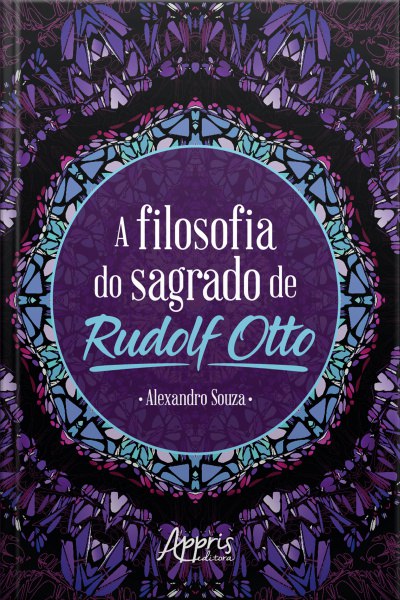 A filosofia
do sagrado de
Rudolf Otto
• Alexandro Souza •
Appris
editora